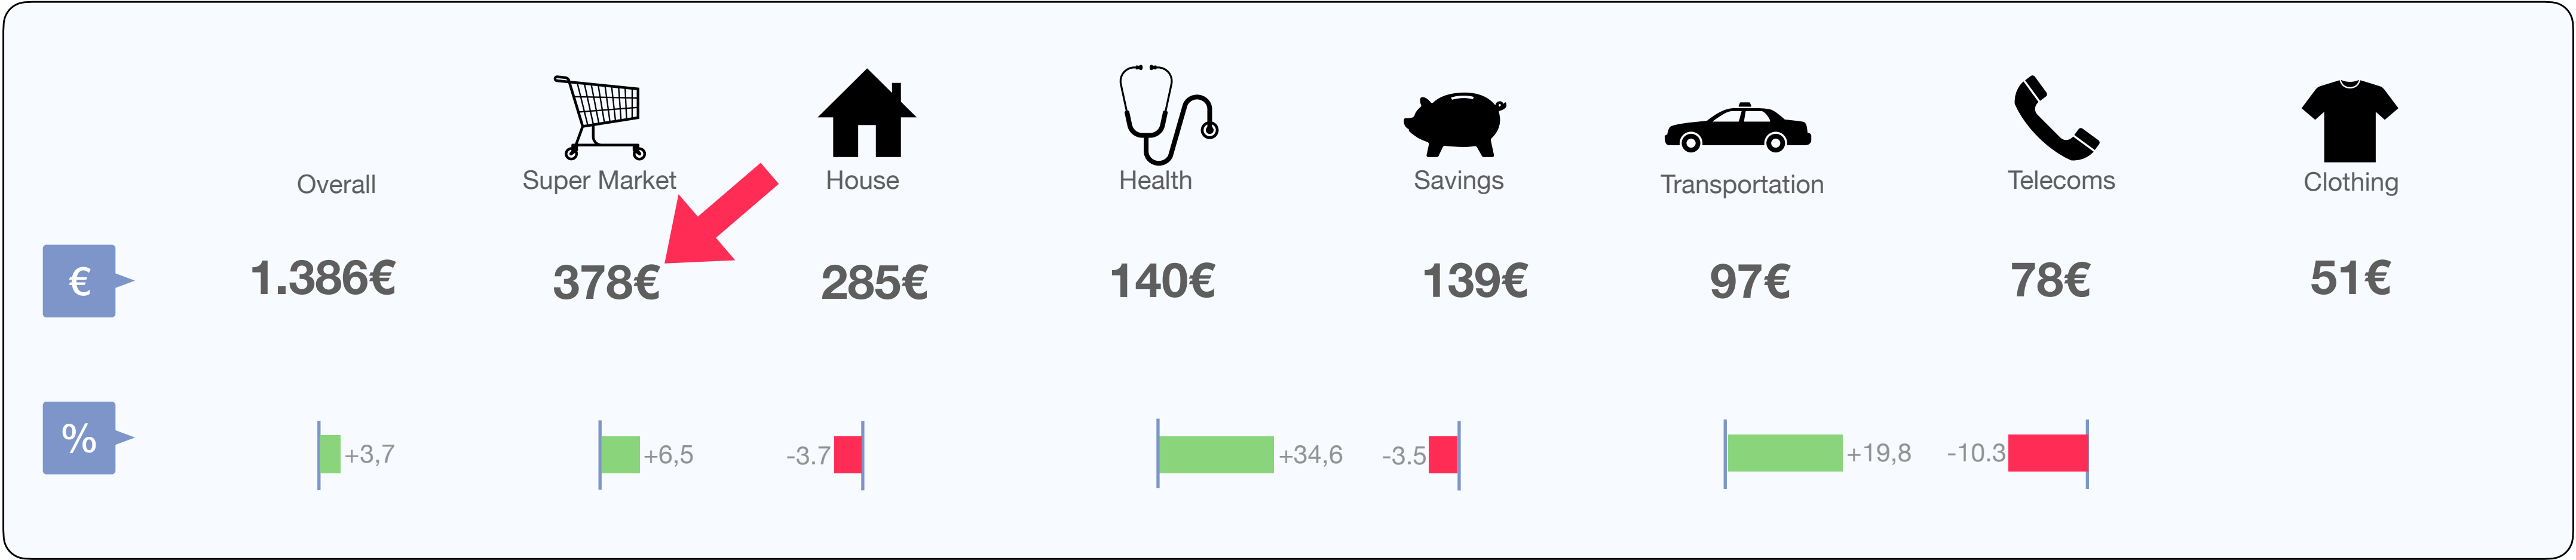 Overall
Super Market
House
Health
Savings
Transportation
Telecoms
Clothing
€
1.386€
378€
285€
140€
139€
97€
78€
51€
%
+3,7
+6,5
-3.7
+34,6
-3.5
+19,8
-10.3